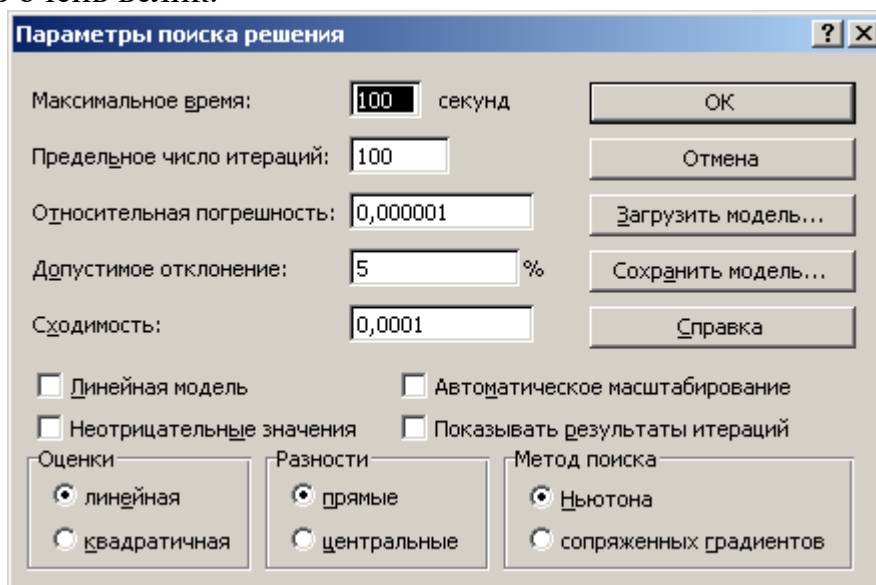 Параметры поиска решения
Максимальное время: 100 секунд
ОК
Предельное число итераций: 100
Отмена
Относительная погрешность: 0,000001
Загрузить модель...
Допустимое отклонение: 5 %
Сохранить модель...
Сходимость: 0,0001
Справка
Линейная модель
Автоматическое масштабирование
Неотрицательные значения
Показывать результаты итераций
Оценки
Разности
Метод поиска
линейная
прямые
Ньютона
квадратичная
центральные
сопряженных градиентов